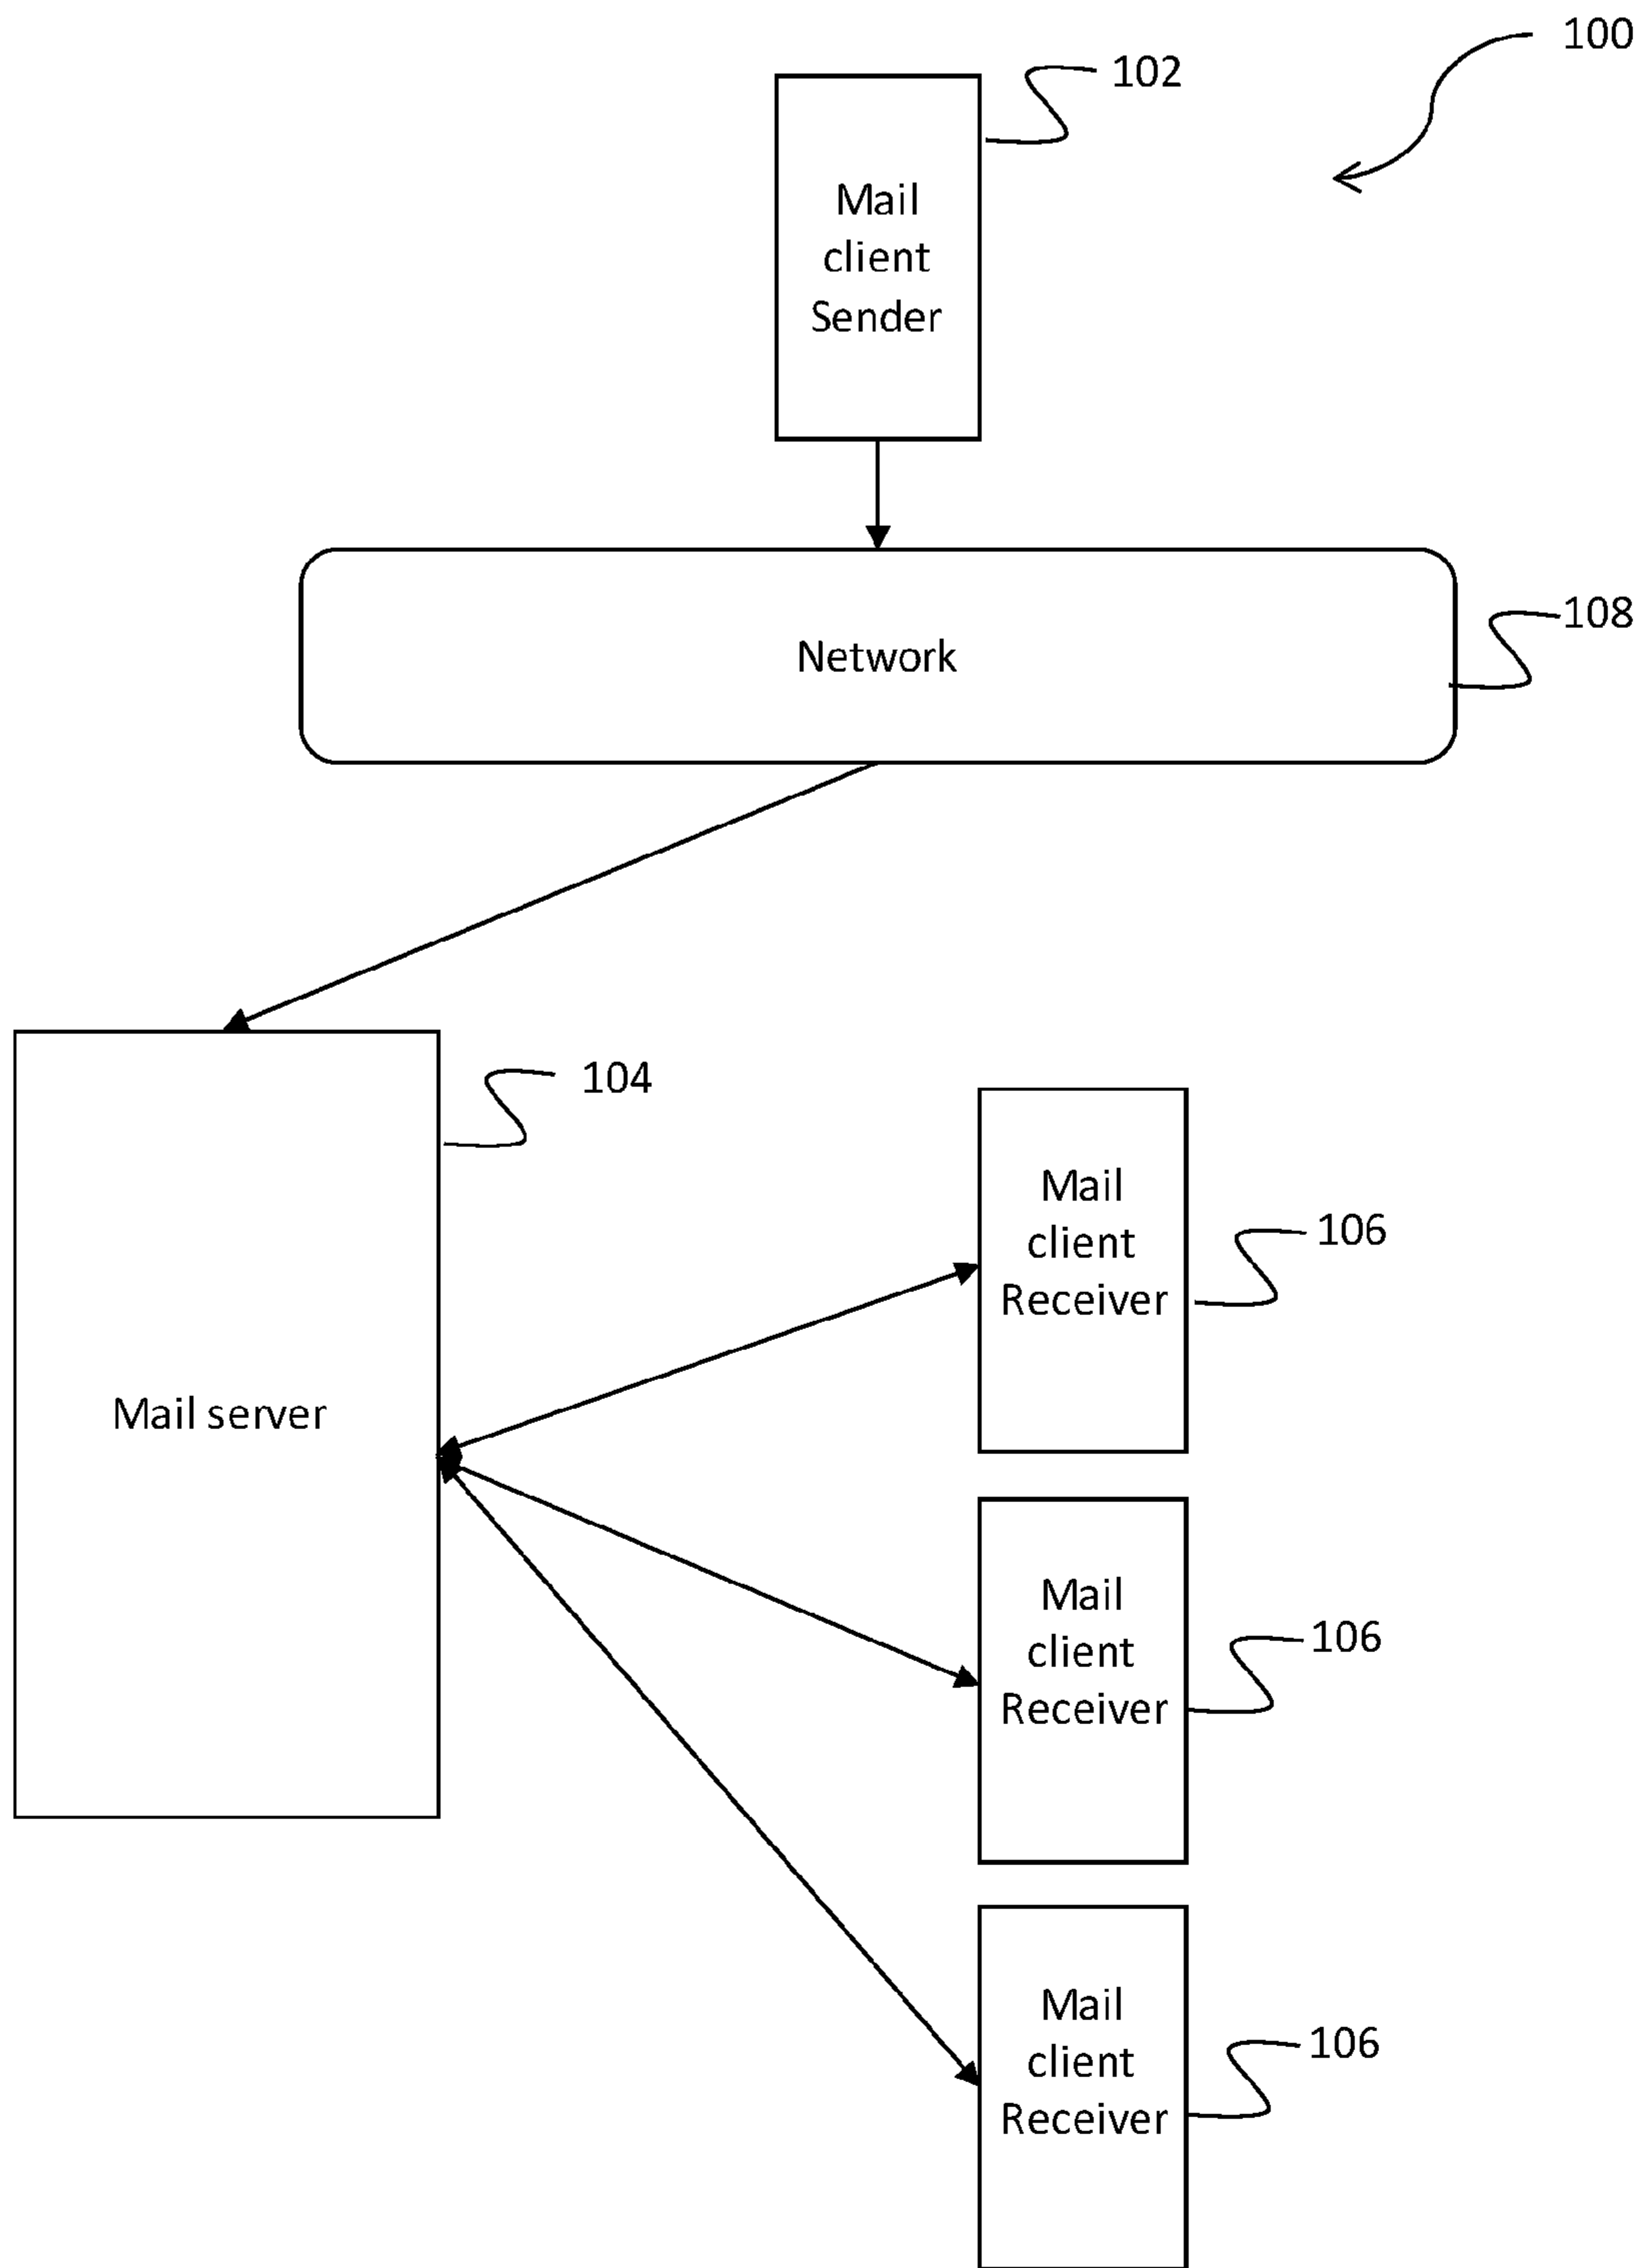 100
102
Mail
client
Sender
108
Network
104
Mail server
Mail
client
Receiver
106
Mail
client
Receiver
106
Mail
client
Receiver
106